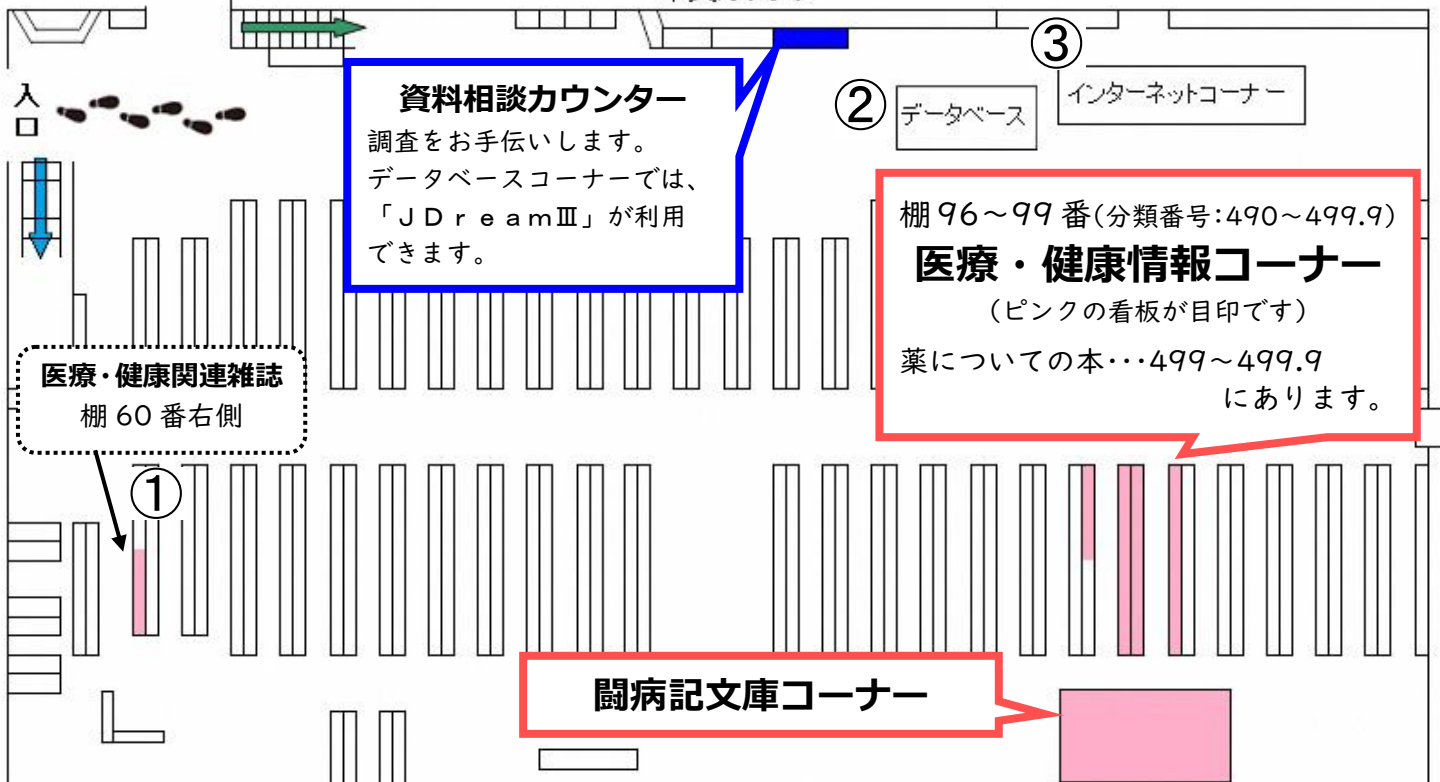 入口
資料相談カウンター
調査をお手伝いします。
データベースコーナーでは、
「ＪＤｒｅａｍⅢ」が利用
できます。
②
データベース
③
インターネットコーナー
棚96～99番(分類番号:490～499.9)
医療・健康情報コーナー
（ピンクの看板が目印です）
薬についての本･･･499～499.9
にあります。
医療・健康関連雑誌
棚60番右側
①
闘病記文庫コーナー